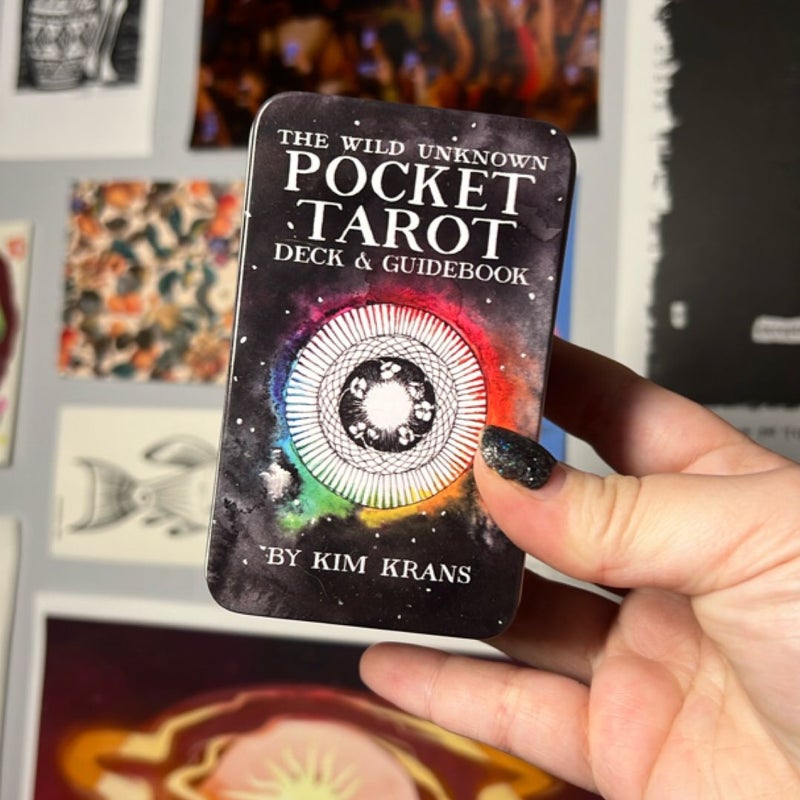 THE WILD UNKNOWN
POCKET
TAROT
DECK & GUIDEBOOK
BY KIM KRANS